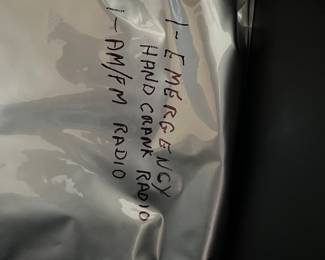 1-EMERGENCY
HAND CRANK RADIO
1-AM/FM RADIO